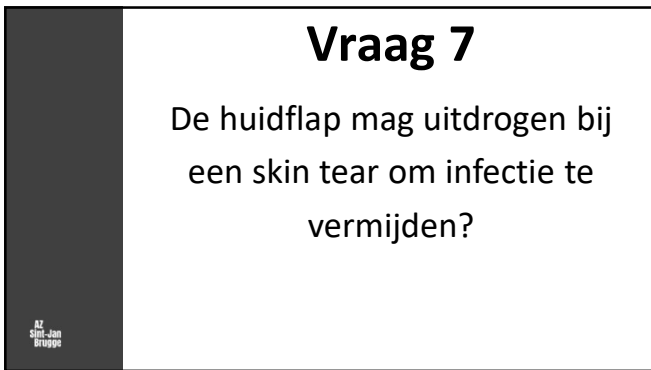 Vraag 7
De huidflap mag uitdrogen bij
een skin tear om infectie te
vermijden?
AZ
Sint-Jan
Brugge